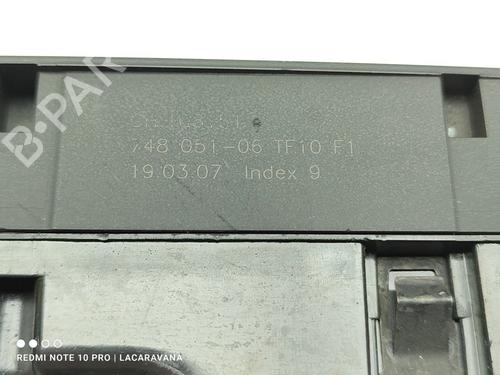 748 051-06 TF10 F1
19.03.07 Index 9
B-PAR
REDMI NOTE 10 PRO | LACARAVANA